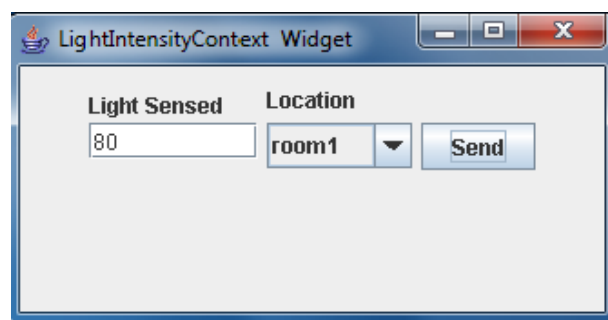 LightIntensityContext Widget
Light Sensed Location
80 room1 Send